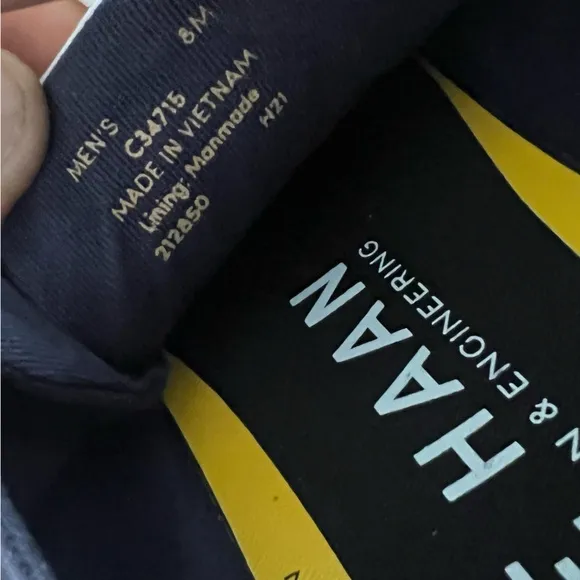 MEN'S 8M
C34715
MADE IN VIETNAM
Lining: Manmade
212850 H21
HAAN
& ENGINEERING